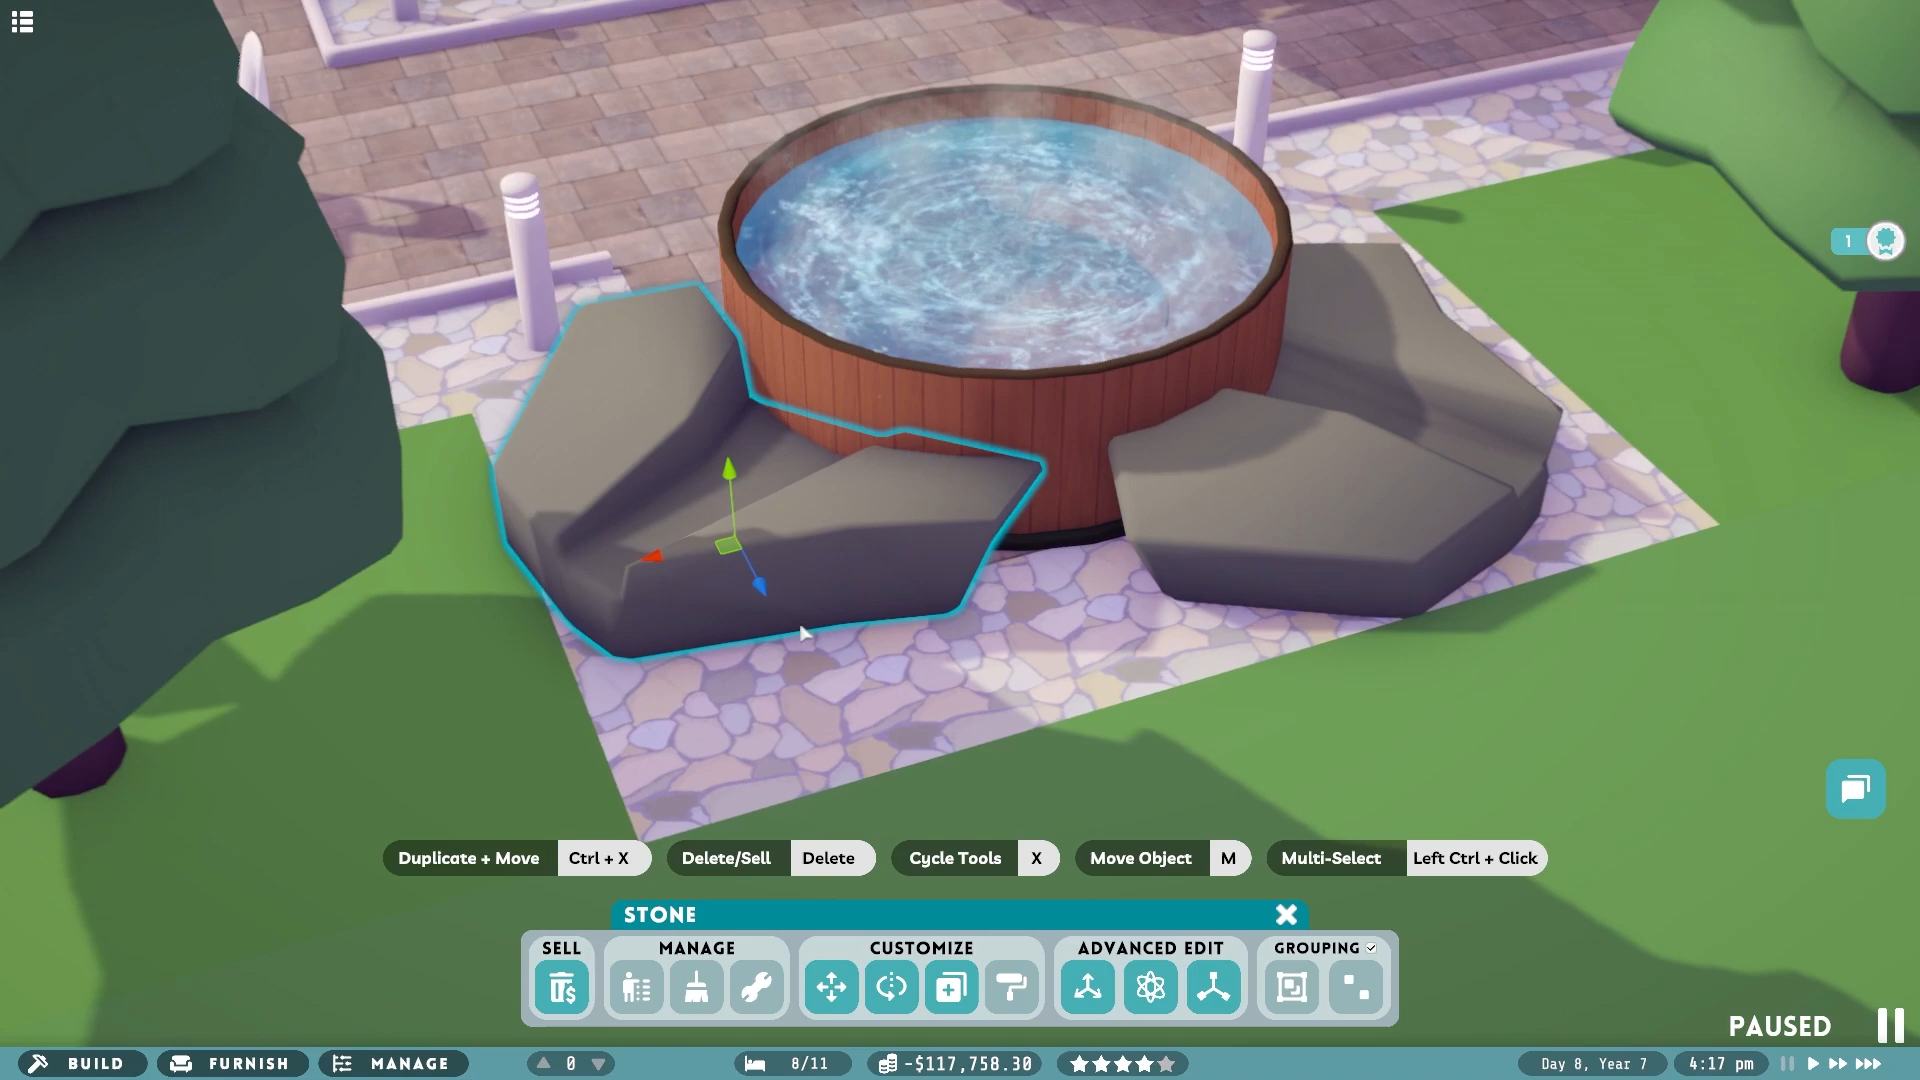 1
Duplicate + Move Ctrl + X Delete/Sell Delete Cycle Tools X Move Object M Multi-Select Left Ctrl + Click
STONE
SELL MANAGE CUSTOMIZE ADVANCED EDIT GROUPING
PAUSED
BUILD FURNISH MANAGE 0 8/11 -$117,758.30 Day 8, Year 7 4:17 pm